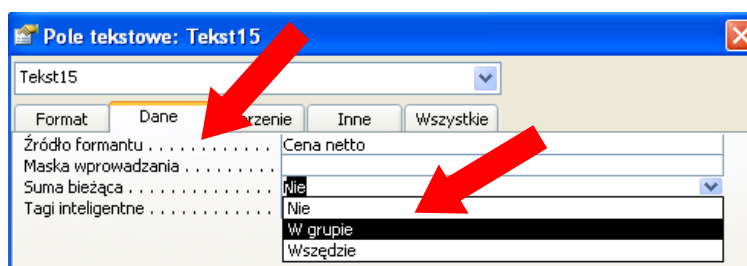 Pole tekstowe: Tekst15
Tekst15
Format Dane rzenie Inne Wszystkie
Źródło formantu . . . . . . . . . . . . Cena netto
Maska wprowadzania . . . . . . . . .
Suma bieżąca . . . . . . . . . . . . . . Nie
Tagi inteligentne . . . . . . . . . . . . Nie
W grupie
Wszędzie